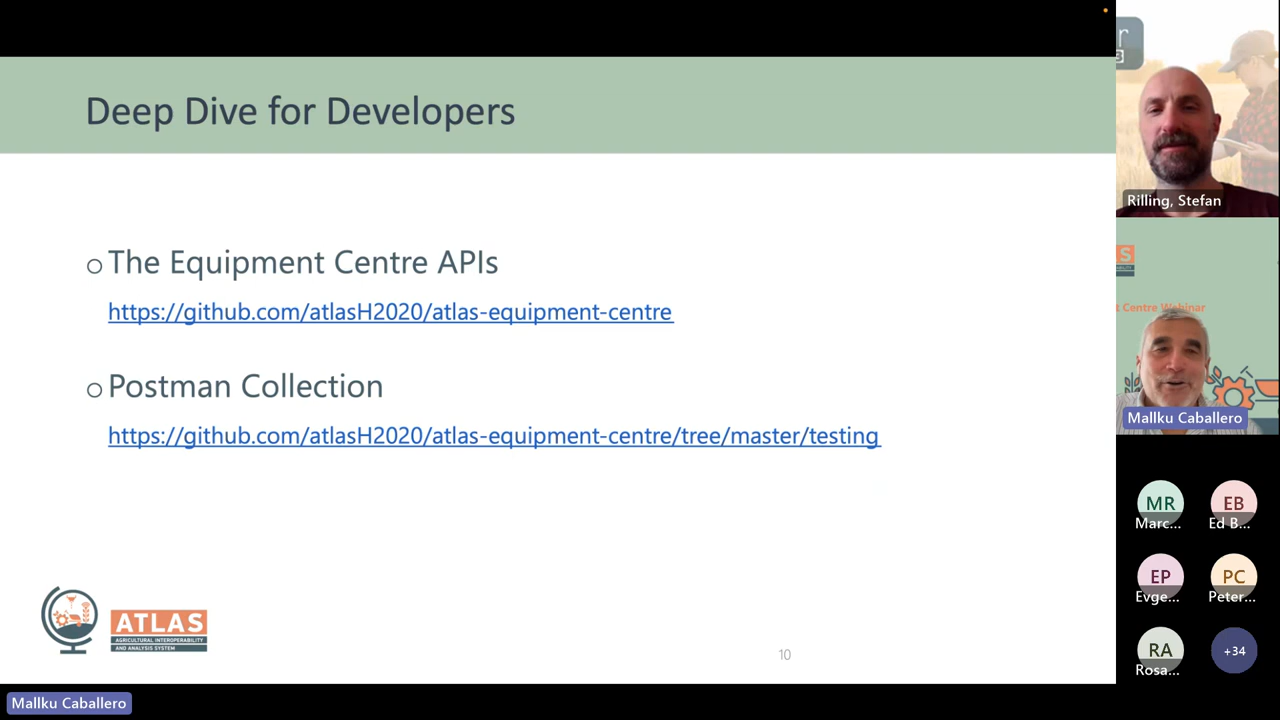 Deep Dive for Developers
o The Equipment Centre APIs
https://github.com/atlasH2020/atlas-equipment-centre
o Postman Collection
https://github.com/atlasH2020/atlas-equipment-centre/tree/master/testing
ATLAS
AGRICULTURAL INTEROPERABILITY
AND ANALYSIS SYSTEM
10
Mallku Caballero
r
Rilling, Stefan
S
t Centre Webinar
Mallku Caballero
MR
Marc...
EB
Ed B...
EP
Evge...
PC
Peter...
RA
Rosa...
+34